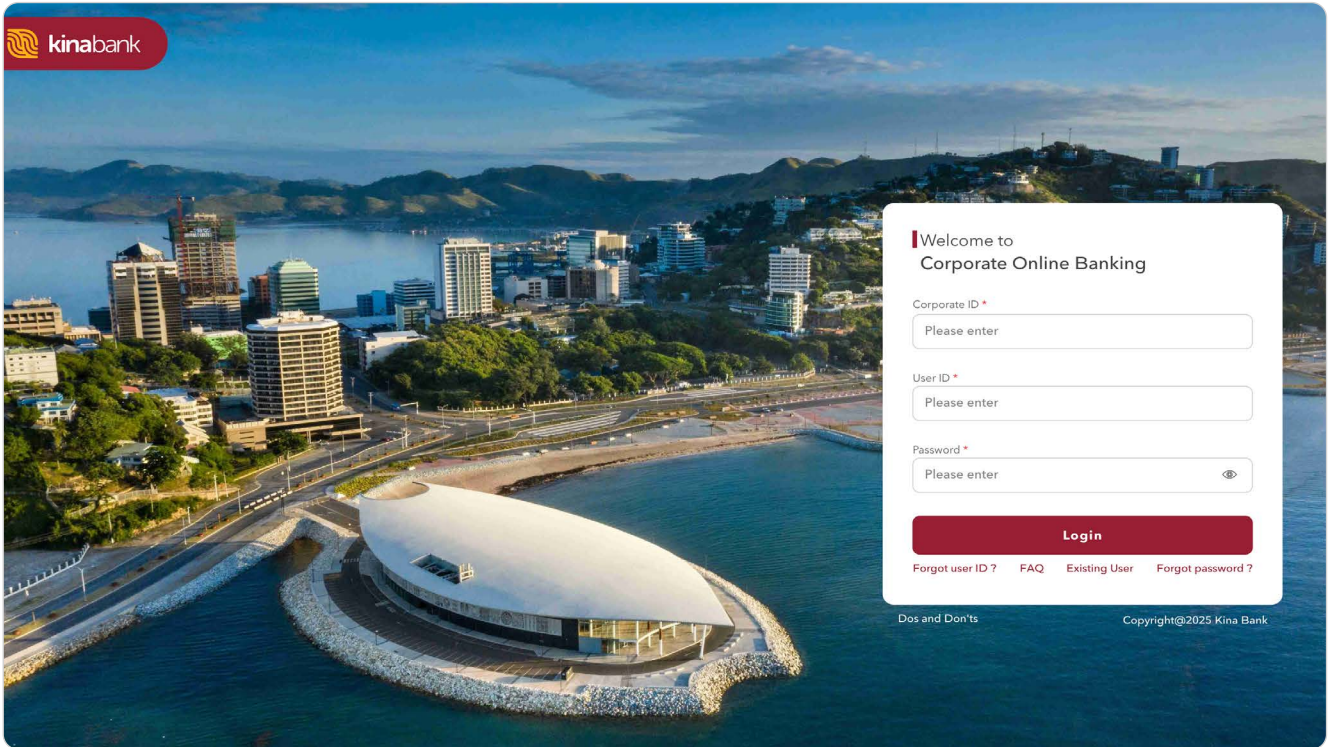 kinabank
Welcome to
Corporate Online Banking
Corporate ID *
Please enter
User ID *
Please enter
Password *
Please enter
Login
Forgot user ID ? FAQ Existing User Forgot password ?
Dos and Don'ts Copyright@2025 Kina Bank